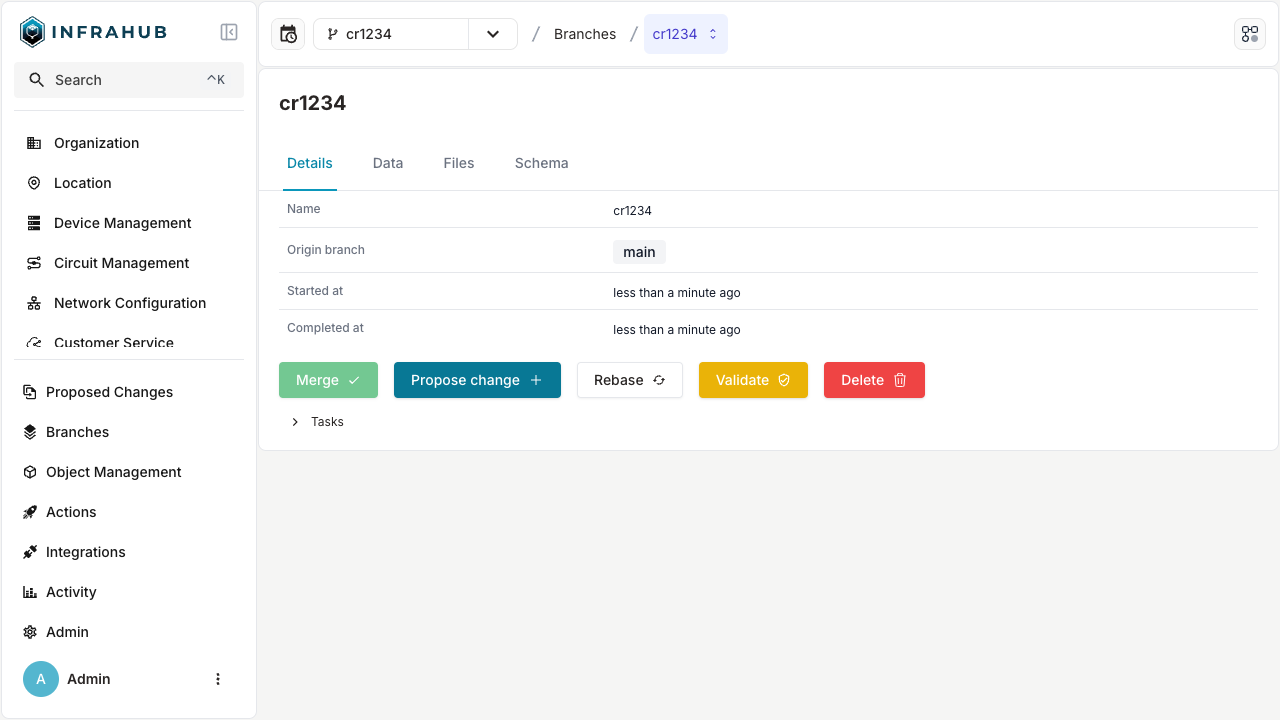 INFRAHUB
Search ^K
Organization
Location
Device Management
Circuit Management
Network Configuration
Customer Service
Proposed Changes
Branches
Object Management
Actions
Integrations
Activity
Admin
A Admin
cr1234 / Branches / cr1234
cr1234
Details Data Files Schema
Name cr1234
Origin branch main
Started at less than a minute ago
Completed at less than a minute ago
Merge Propose change Rebase Validate Delete
Tasks